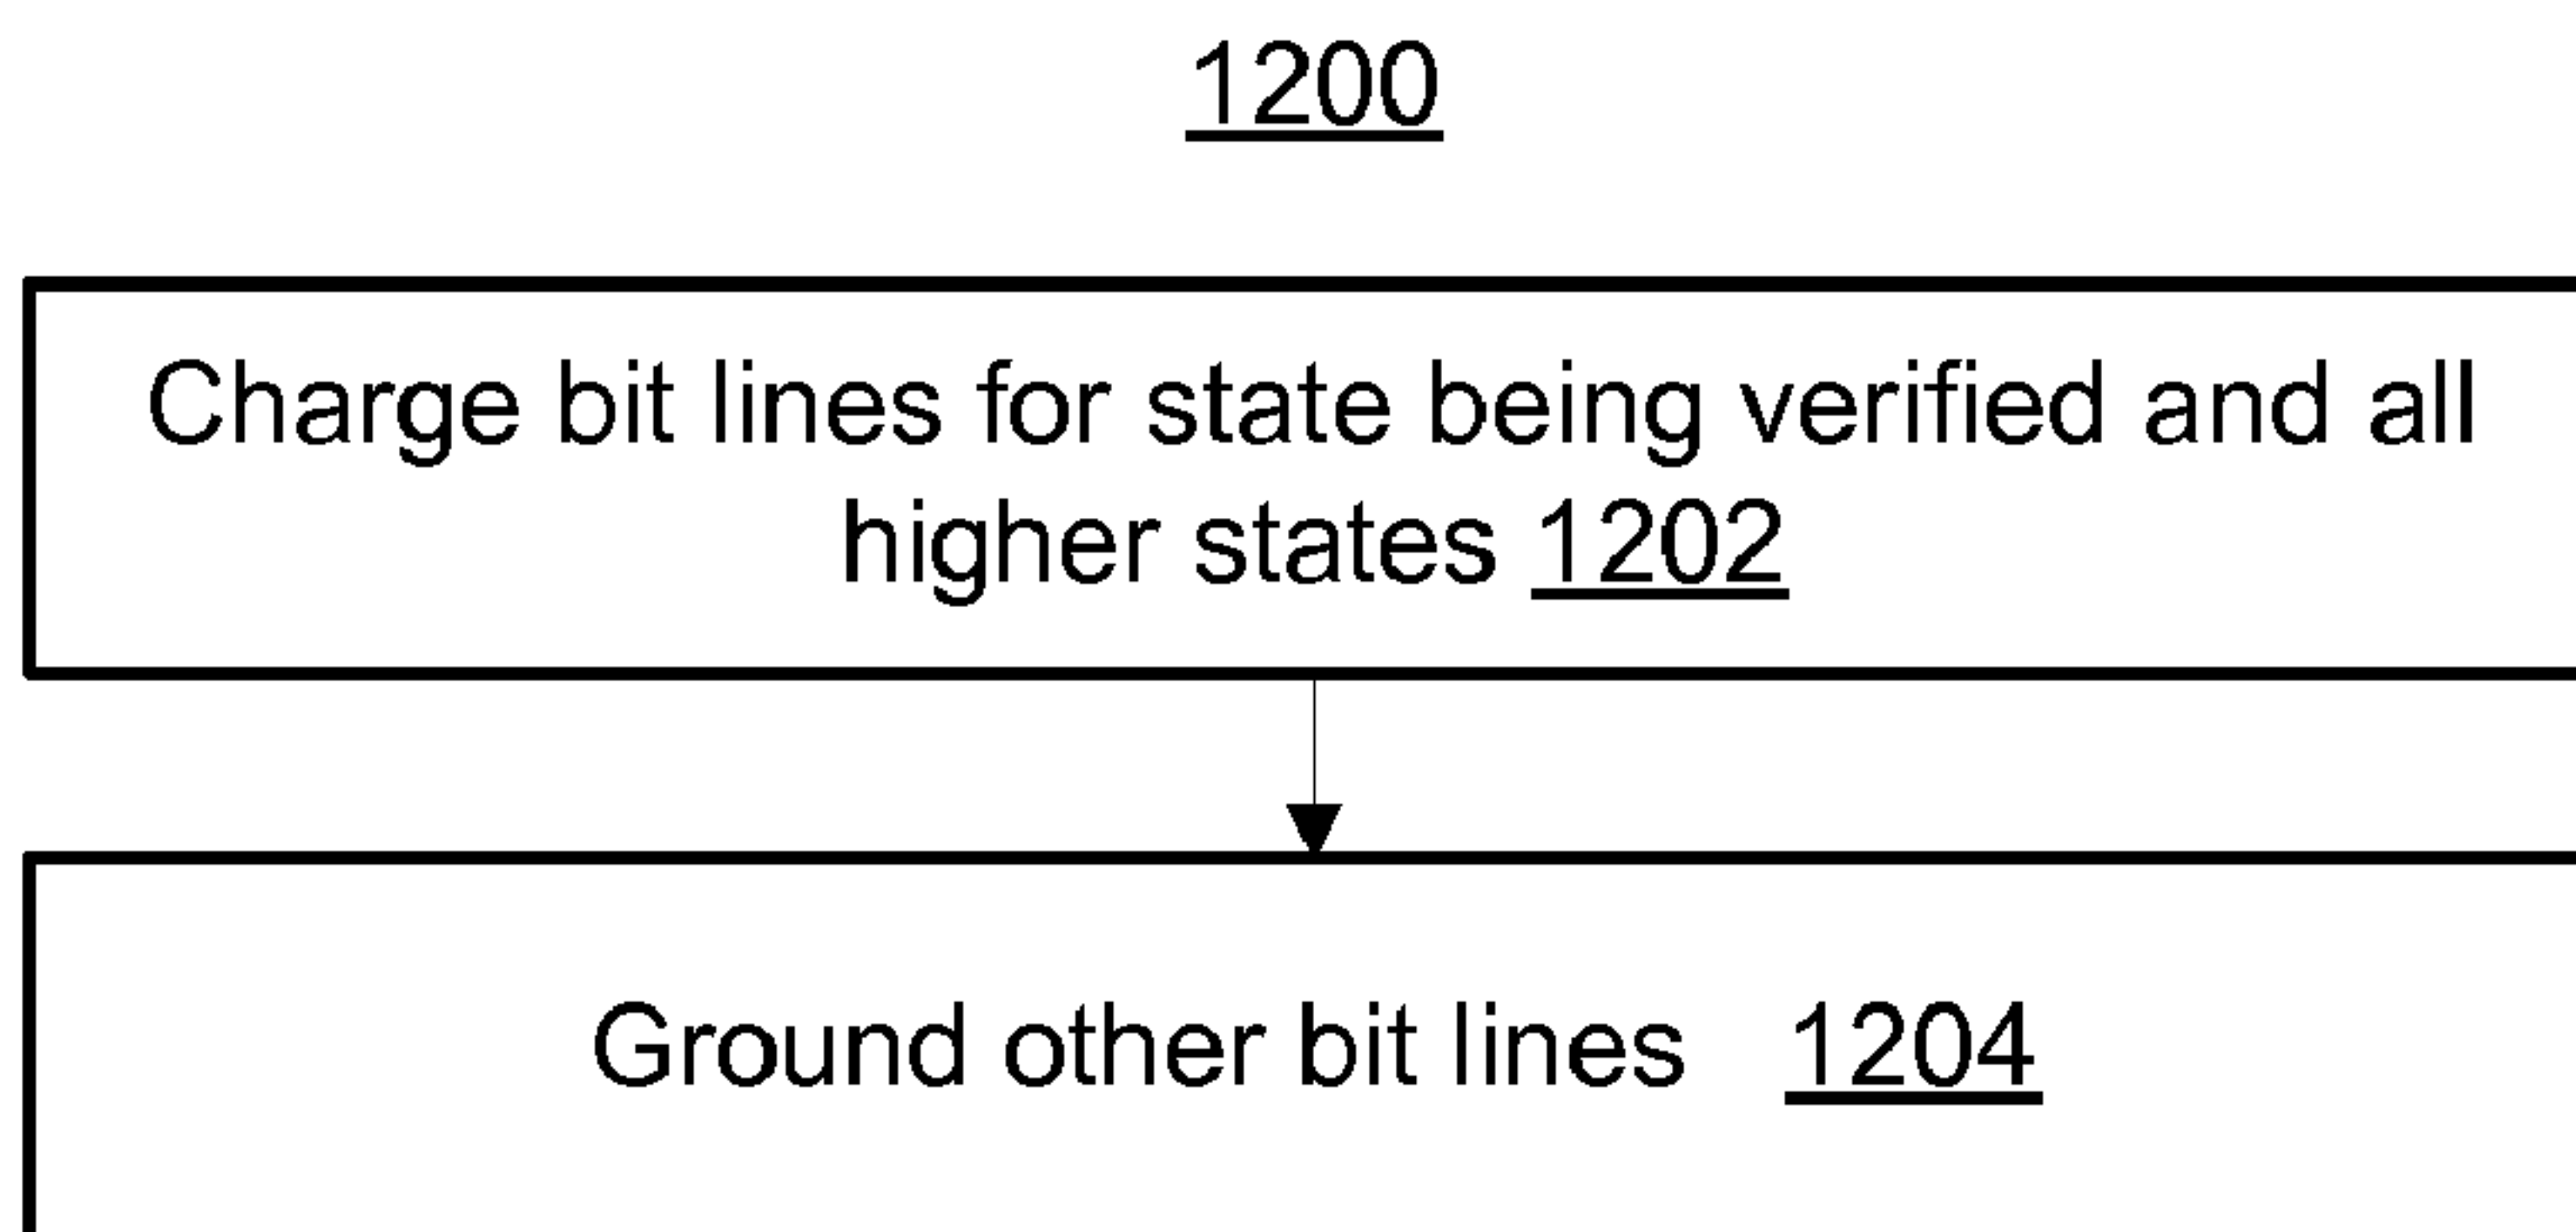 1200
Charge bit lines for state being verified and all
higher states 1202
Ground other bit lines 1204